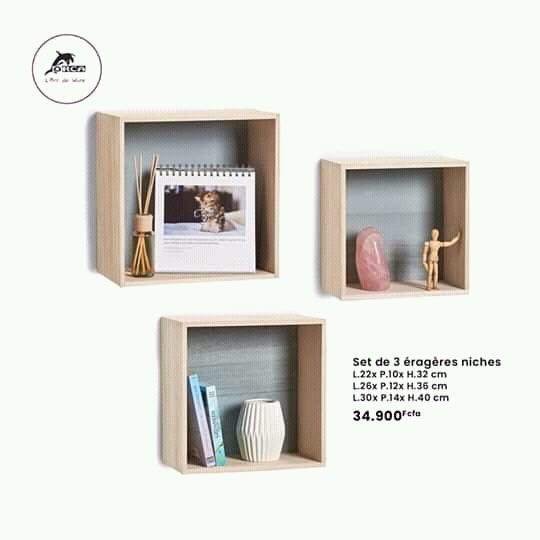 ORCA
L'Art de Vivre
Set de 3 éragères niches
L.22x P.10x H.32 cm
L.26x P.12x H.36 cm
L.30x P.14x H.40 cm
34.900Fcfa